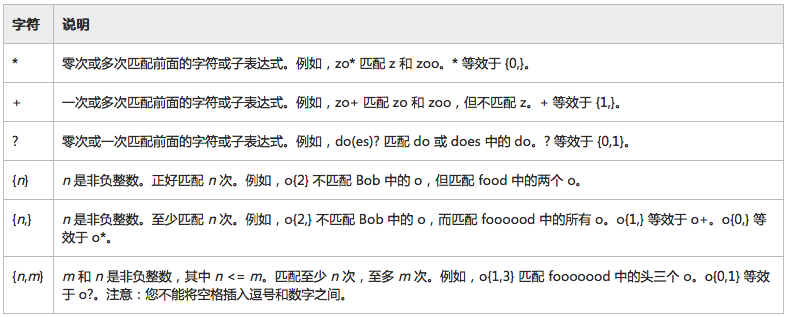 字符 说明
* 零次或多次匹配前面的字符或子表达式。例如，zo* 匹配 z 和 zoo。* 等效于 {0,}。
+ 一次或多次匹配前面的字符或子表达式。例如，zo+ 匹配 zo 和 zoo，但不匹配 z。+ 等效于 {1,}。
? 零次或一次匹配前面的字符或子表达式。例如，do(es)? 匹配 do 或 does 中的 do。? 等效于 {0,1}。
{n} n 是非负整数。正好匹配 n 次。例如，o{2} 不匹配 Bob 中的 o，但匹配 food 中的两个 o。
{n,} n 是非负整数。至少匹配 n 次。例如，o{2,} 不匹配 Bob 中的 o，而匹配 foooood 中的所有 o。o{1,} 等效于 o+。o{0,} 等
效于 o*。
{n,m} m 和 n 是非负整数，其中 n <= m。匹配至少 n 次，至多 m 次。例如，o{1,3} 匹配 fooooood 中的头三个 o。o{0,1} 等效
于 o?。注意：您不能将空格插入逗号和数字之间。